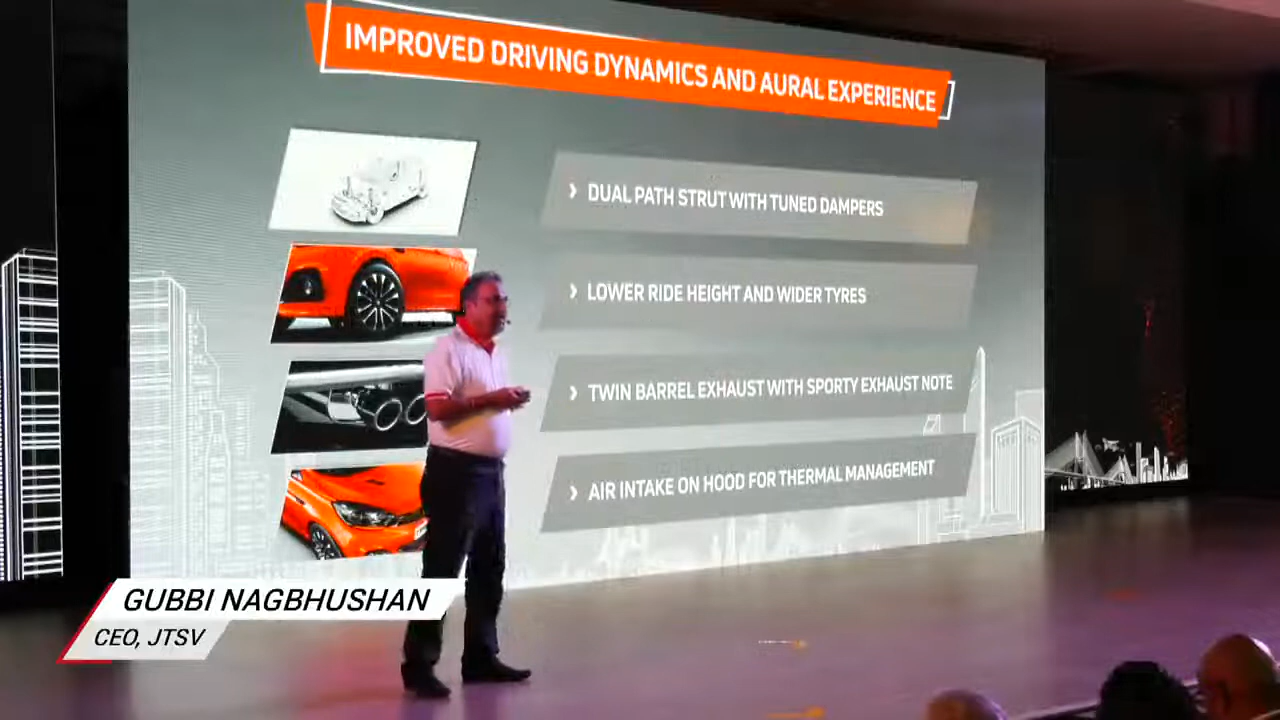 IMPROVED DRIVING DYNAMICS AND AURAL EXPERIENCE
› DUAL PATH STRUT WITH TUNED DAMPERS
› LOWER RIDE HEIGHT AND WIDER TYRES
› TWIN BARREL EXHAUST WITH SPORTY EXHAUST NOTE
› AIR INTAKE ON HOOD FOR THERMAL MANAGEMENT
GUBBI NAGBHUSHAN
CEO, JTSV